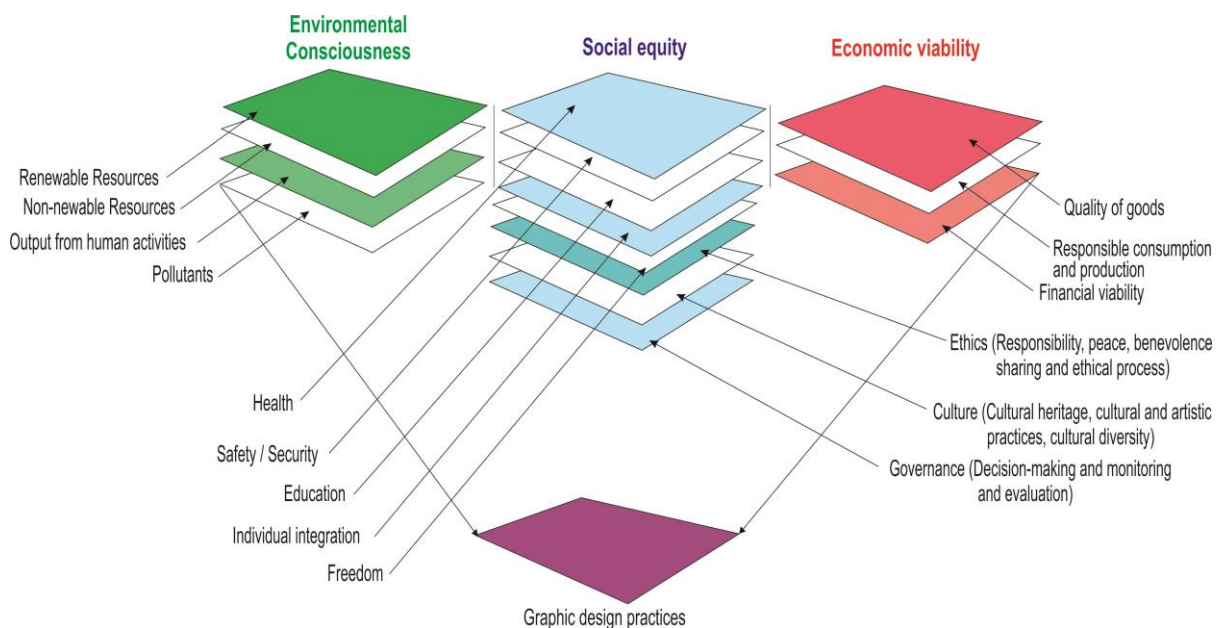 Environmental
Consciousness
Social equity
Economic viability
Renewable Resources
Non-newable Resources
Output from human activities
Pollutants
Quality of goods
Responsible consumption
and production
Financial viability
Ethics (Responsibility, peace, benevolence
sharing and ethical process)
Culture (Cultural heritage, cultural and artistic
practices, cultural diversity)
Governance (Decision-making and monitoring
and evaluation)
Health
Safety / Security
Education
Individual integration
Freedom
Graphic design practices